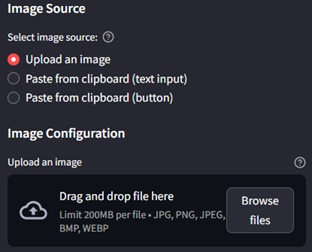 Image Source
Select image source:
Upload an image
Paste from clipboard (text input)
Paste from clipboard (button)
Image Configuration
Upload an image
Drag and drop file here
Limit 200MB per file • JPG, PNG, JPEG,
BMP, WEBP
Browse
files